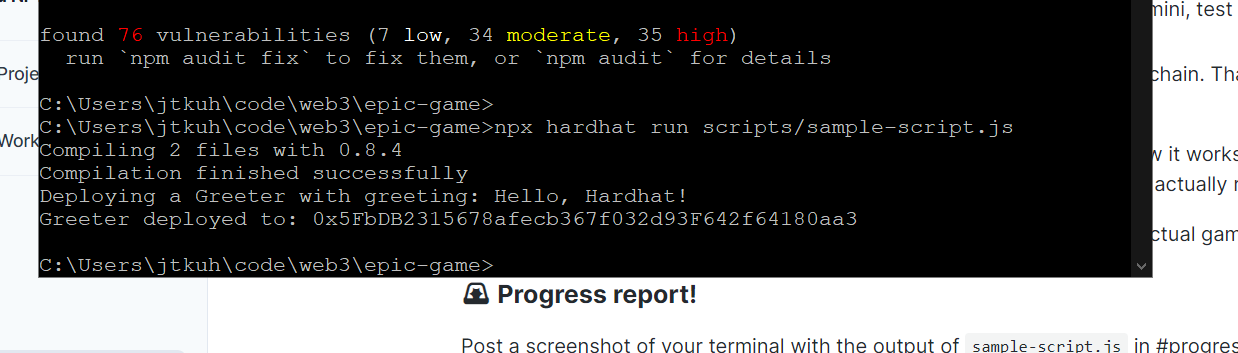 mini, test
found 76 vulnerabilities (7 low, 34 moderate, 35 high)
run `npm audit fix` to fix them, or `npm audit` for details
Proje
chain. Tha
C:\Users\jtkuh\code\web3\epic-game>
C:\Users\jtkuh\code\web3\epic-game>npx hardhat run scripts/sample-script.js
Work
Compiling 2 files with 0.8.4
w it works
Compilation finished successfully
actually
Deploying a Greeter with greeting: Hello, Hardhat!
Greeter deployed to: 0x5FbDB2315678afecb367f032d93F642f64180aa3
ctual gam
C:\Users\jtkuh\code\web3\epic-game>
Progress report!
Post a screenshot of your terminal with the output of sample-script.js in #progres